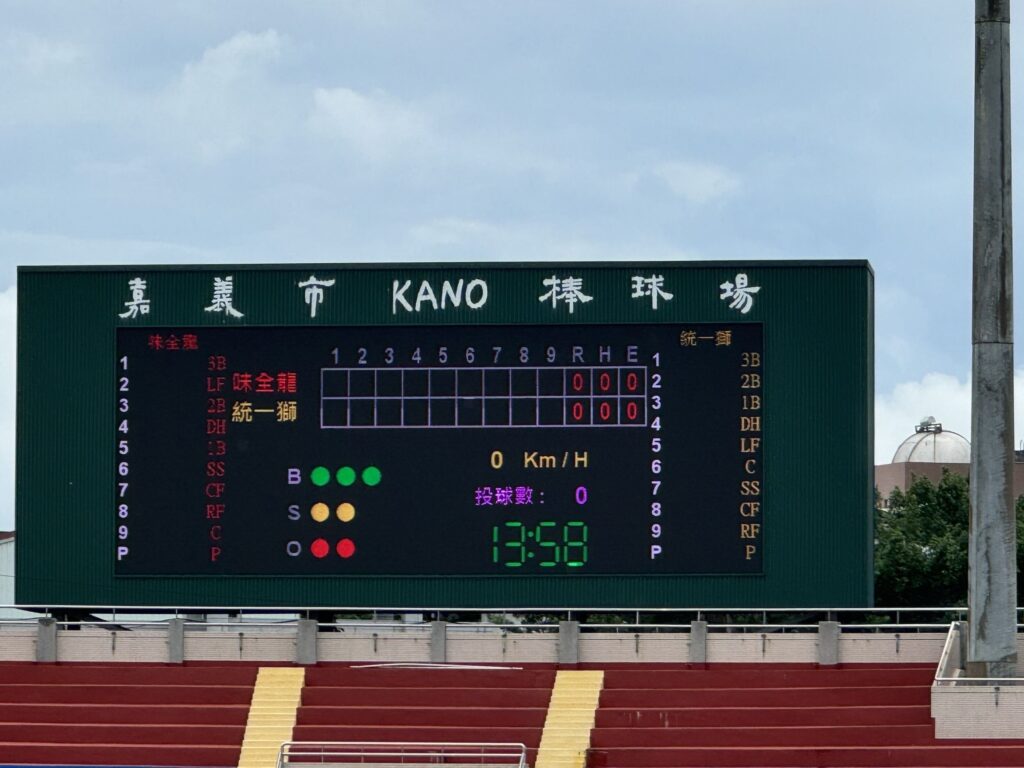 嘉義市 KANO 棒球場
味全龍 統一獅
1 2 3 4 5 6 7 8 9 R H E
味全龍 0 0 0
統一獅 0 0 0
1 3B
2 LF
3 2B
4 DH
5 1B
6 SS
7 CF
8 RF
9 C
P P
B
S
O
0 Km/H
投球數: 0
13:58
1 3B
2 2B
3 1B
4 DH
5 LF
6 C
7 SS
8 CF
9 RF
P P